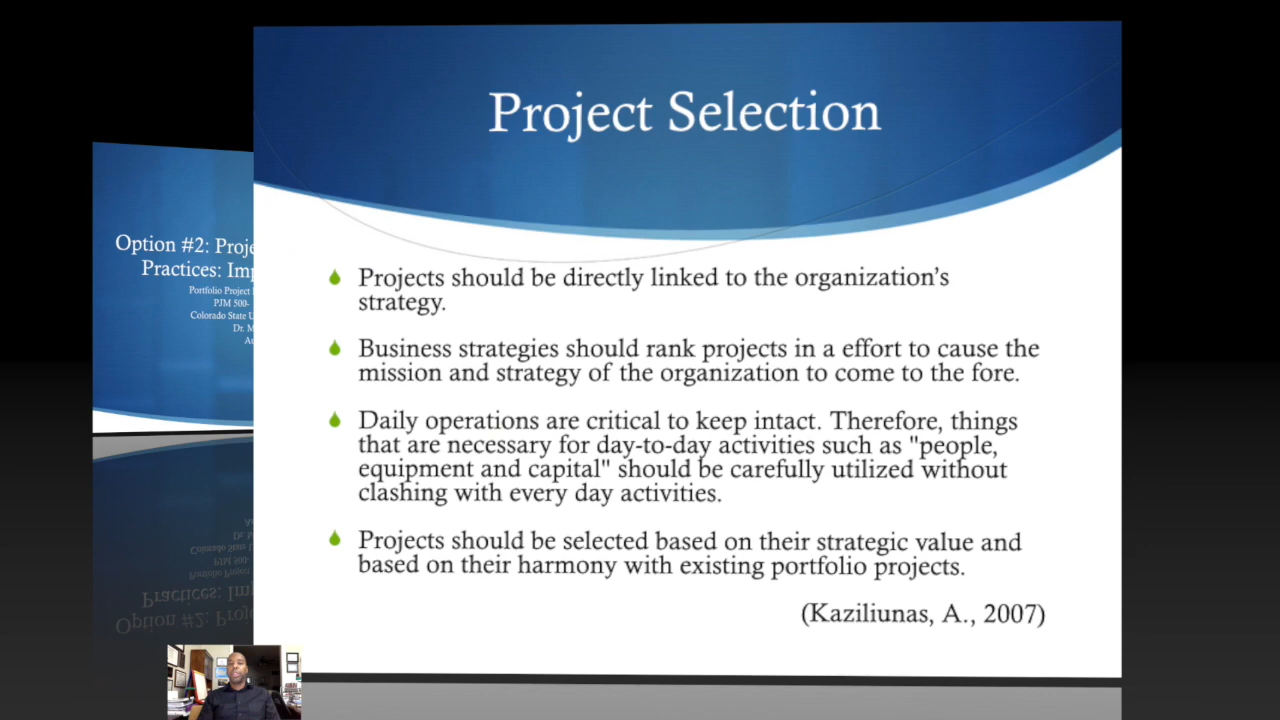 Project Selection
Projects should be directly linked to the organization's
strategy.
Business strategies should rank projects in a effort to cause the
mission and strategy of the organization to come to the fore.
Daily operations are critical to keep intact. Therefore, things
that are necessary for day-to-day activities such as "people,
equipment and capital" should be carefully utilized without
clashing with every day activities.
Projects should be selected based on their strategic value and
based on their harmony with existing portfolio projects.
(Kaziliunas, A., 2007)
Option #2:
Practices:
Portfolio Project
PJM 500-
Colorado State
Dr.